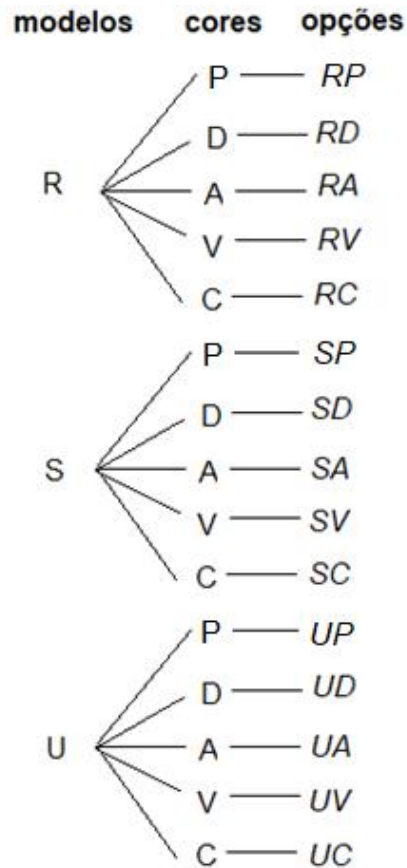 modelos cores opções
P RP
D RD
R A RA
V RV
C RC
P SP
D SD
S A SA
V SV
C SC
P UP
D UD
U A UA
V UV
C UC